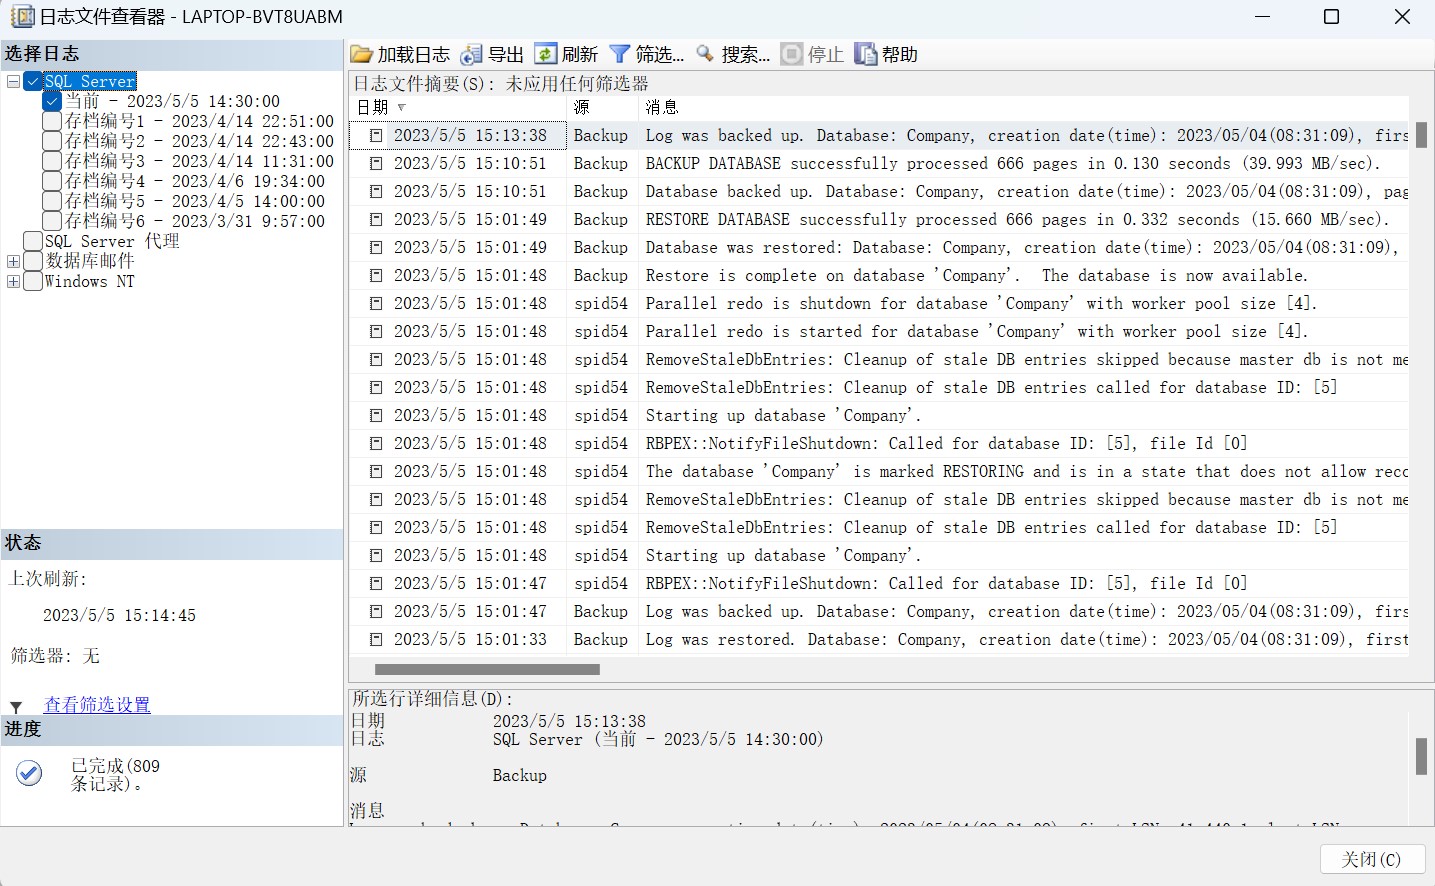 日志文件查看器 - LAPTOP-BVT8UABM
选择日志
SQL Server
当前 - 2023/5/5 14:30:00
存档编号1 - 2023/4/14 22:51:00
存档编号2 - 2023/4/14 22:43:00
存档编号3 - 2023/4/14 11:31:00
存档编号4 - 2023/4/6 19:34:00
存档编号5 - 2023/4/5 14:00:00
存档编号6 - 2023/3/31 9:57:00
SQL Server 代理
数据库邮件
Windows NT
状态
上次刷新:
2023/5/5 15:14:45
筛选器: 无
查看筛选设置
进度
已完成(809
条记录)。
加载日志 导出 刷新 筛选... 搜索... 停止 帮助
日志文件摘要(S): 未应用任何筛选器
日期 源 消息
2023/5/5 15:13:38 Backup Log was backed up. Database: Company, creation date(time): 2023/05/04(08:31:09), firs
2023/5/5 15:10:51 Backup BACKUP DATABASE successfully processed 666 pages in 0.130 seconds (39.993 MB/sec).
2023/5/5 15:10:51 Backup Database backed up. Database: Company, creation date(time): 2023/05/04(08:31:09), pag
2023/5/5 15:01:49 Backup RESTORE DATABASE successfully processed 666 pages in 0.332 seconds (15.660 MB/sec).
2023/5/5 15:01:49 Backup Database was restored: Database: Company, creation date(time): 2023/05/04(08:31:09),
2023/5/5 15:01:48 Backup Restore is complete on database 'Company'. The database is now available.
2023/5/5 15:01:48 spid54 Parallel redo is shutdown for database 'Company' with worker pool size [4].
2023/5/5 15:01:48 spid54 Parallel redo is started for database 'Company' with worker pool size [4].
2023/5/5 15:01:48 spid54 RemoveStaleDbEntries: Cleanup of stale DB entries skipped because master db is not me
2023/5/5 15:01:48 spid54 RemoveStaleDbEntries: Cleanup of stale DB entries called for database ID: [5]
2023/5/5 15:01:48 spid54 Starting up database 'Company'.
2023/5/5 15:01:48 spid54 RBPEX::NotifyFileShutdown: Called for database ID: [5], file Id [0]
2023/5/5 15:01:48 spid54 The database 'Company' is marked RESTORING and is in a state that does not allow reco
2023/5/5 15:01:48 spid54 RemoveStaleDbEntries: Cleanup of stale DB entries skipped because master db is not me
2023/5/5 15:01:48 spid54 RemoveStaleDbEntries: Cleanup of stale DB entries called for database ID: [5]
2023/5/5 15:01:48 spid54 Starting up database 'Company'.
2023/5/5 15:01:47 spid54 RBPEX::NotifyFileShutdown: Called for database ID: [5], file Id [0]
2023/5/5 15:01:47 Backup Log was backed up. Database: Company, creation date(time): 2023/05/04(08:31:09), firs
2023/5/5 15:01:33 Backup Log was restored. Database: Company, creation date(time): 2023/05/04(08:31:09), first
所选行详细信息(D):
日期 2023/5/5 15:13:38
日志 SQL Server (当前 - 2023/5/5 14:30:00)
源 Backup
消息
关闭(C)